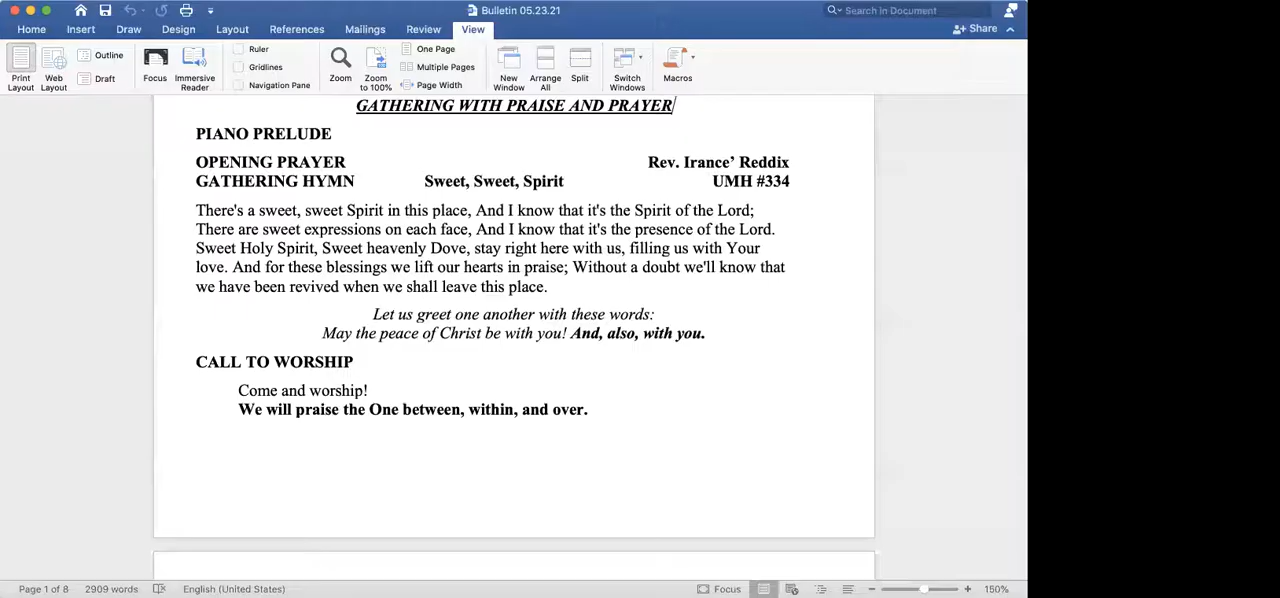 Bulletin 05.23.21
Search in Document
Home Insert Draw Design Layout References Mailings Review View
Share
Print Layout
Web Layout
Outline
Draft
Focus
Immersive Reader
Ruler
Gridlines
Navigation Pane
Zoom
Zoom to 100%
One Page
Multiple Pages
Page Width
New Window
Arrange All
Split
Switch Windows
Macros
GATHERING WITH PRAISE AND PRAYER
PIANO PRELUDE
OPENING PRAYER Rev. Irance’ Reddix
GATHERING HYMN Sweet, Sweet, Spirit UMH #334
There's a sweet, sweet Spirit in this place, And I know that it's the Spirit of the Lord;
There are sweet expressions on each face, And I know that it's the presence of the Lord.
Sweet Holy Spirit, Sweet heavenly Dove, stay right here with us, filling us with Your
love. And for these blessings we lift our hearts in praise; Without a doubt we'll know that
we have been revived when we shall leave this place.
Let us greet one another with these words:
May the peace of Christ be with you! And, also, with you.
CALL TO WORSHIP
Come and worship!
We will praise the One between, within, and over.
Page 1 of 8 2909 words English (United States) Focus 150%